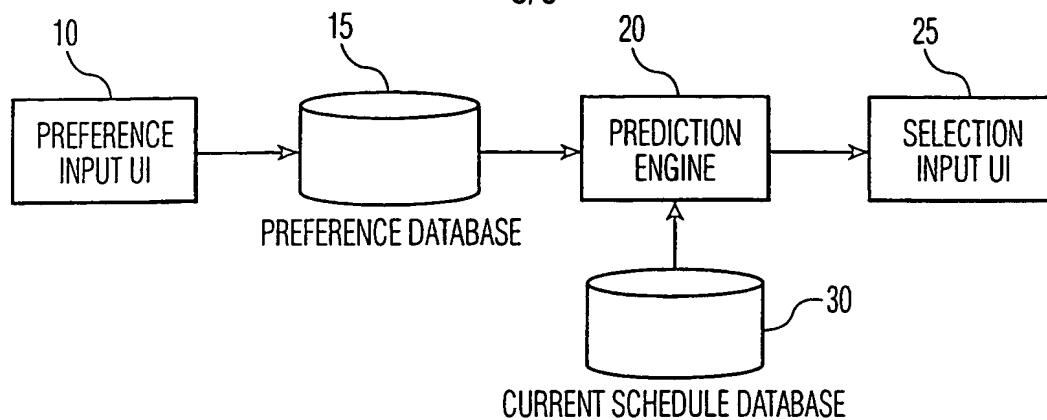 10
15
20
25
PREFERENCE
INPUT UI
PREDICTION
ENGINE
SELECTION
INPUT UI
PREFERENCE DATABASE
30
CURRENT SCHEDULE DATABASE